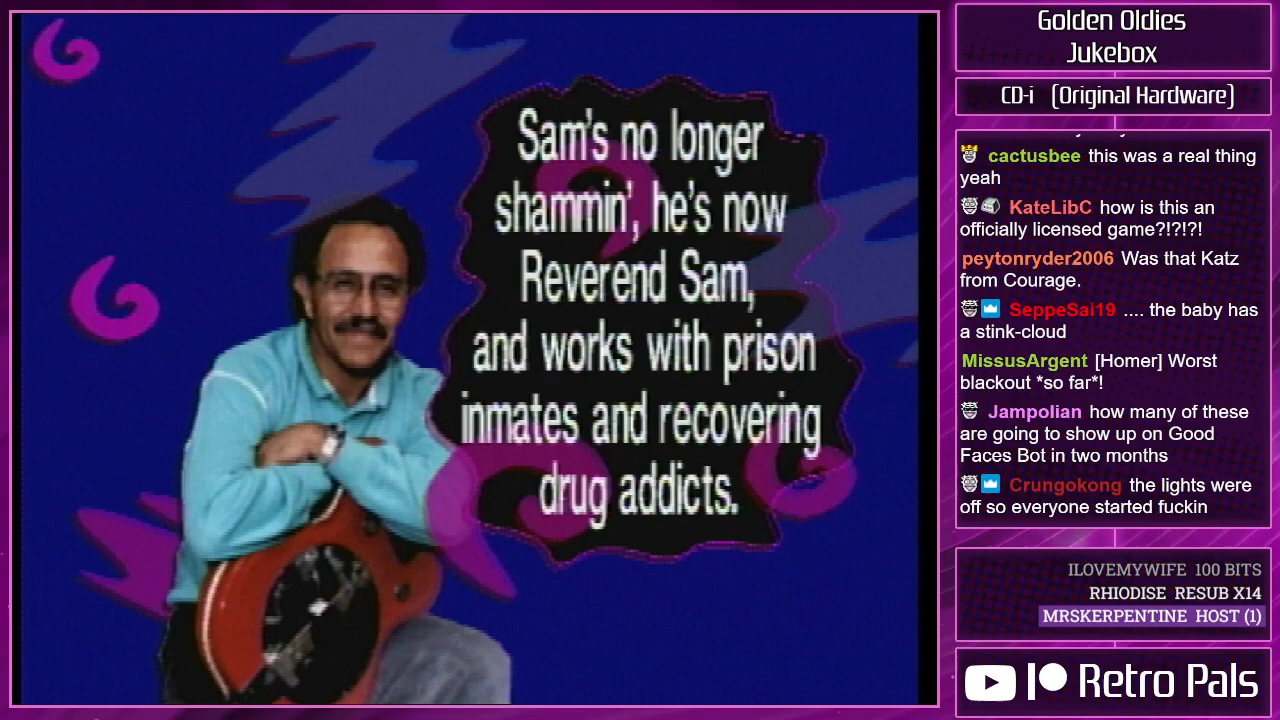 Sam's no longer
shammin', he's now
Reverend Sam,
and works with prison
inmates and recovering
drug addicts.
Golden Oldies
Jukebox
CD-i (Original Hardware)
cactusbee this was a real thing
yeah
KateLibC how is this an
officially licensed game?!?!?!
peytonryder2006 Was that Katz
from Courage.
SeppeSai19 .... the baby has
a stink-cloud
MissusArgent [Homer] Worst
blackout *so far*!
Jampolian how many of these
are going to show up on Good
Faces Bot in two months
Crungokong the lights were
off so everyone started fuckin
ILOVEMYWIFE 100 BITS
RHIODISE RESUB X14
MRSKERPENTINE HOST (1)
Retro Pals